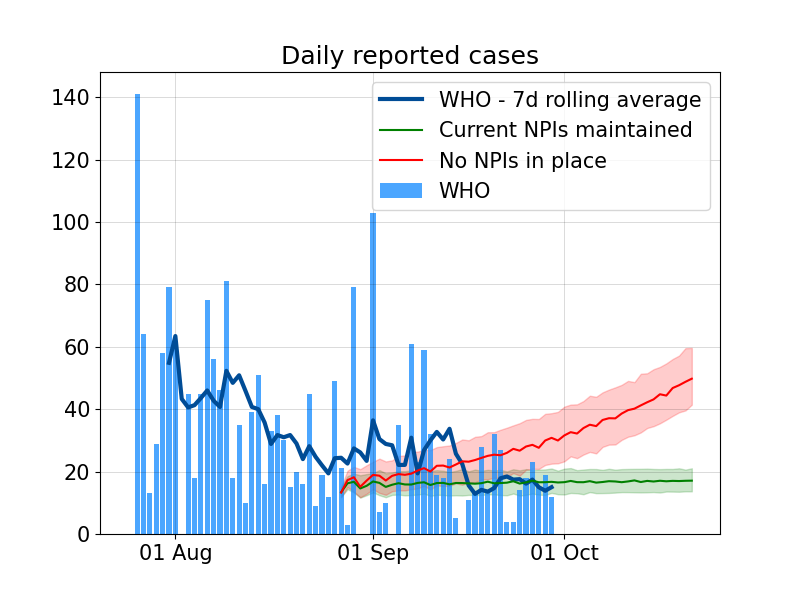 Daily reported cases
140
120
100
80
60
40
20
0
WHO - 7d rolling average
Current NPIs maintained
No NPIs in place
WHO
01 Aug
01 Sep
01 Oct